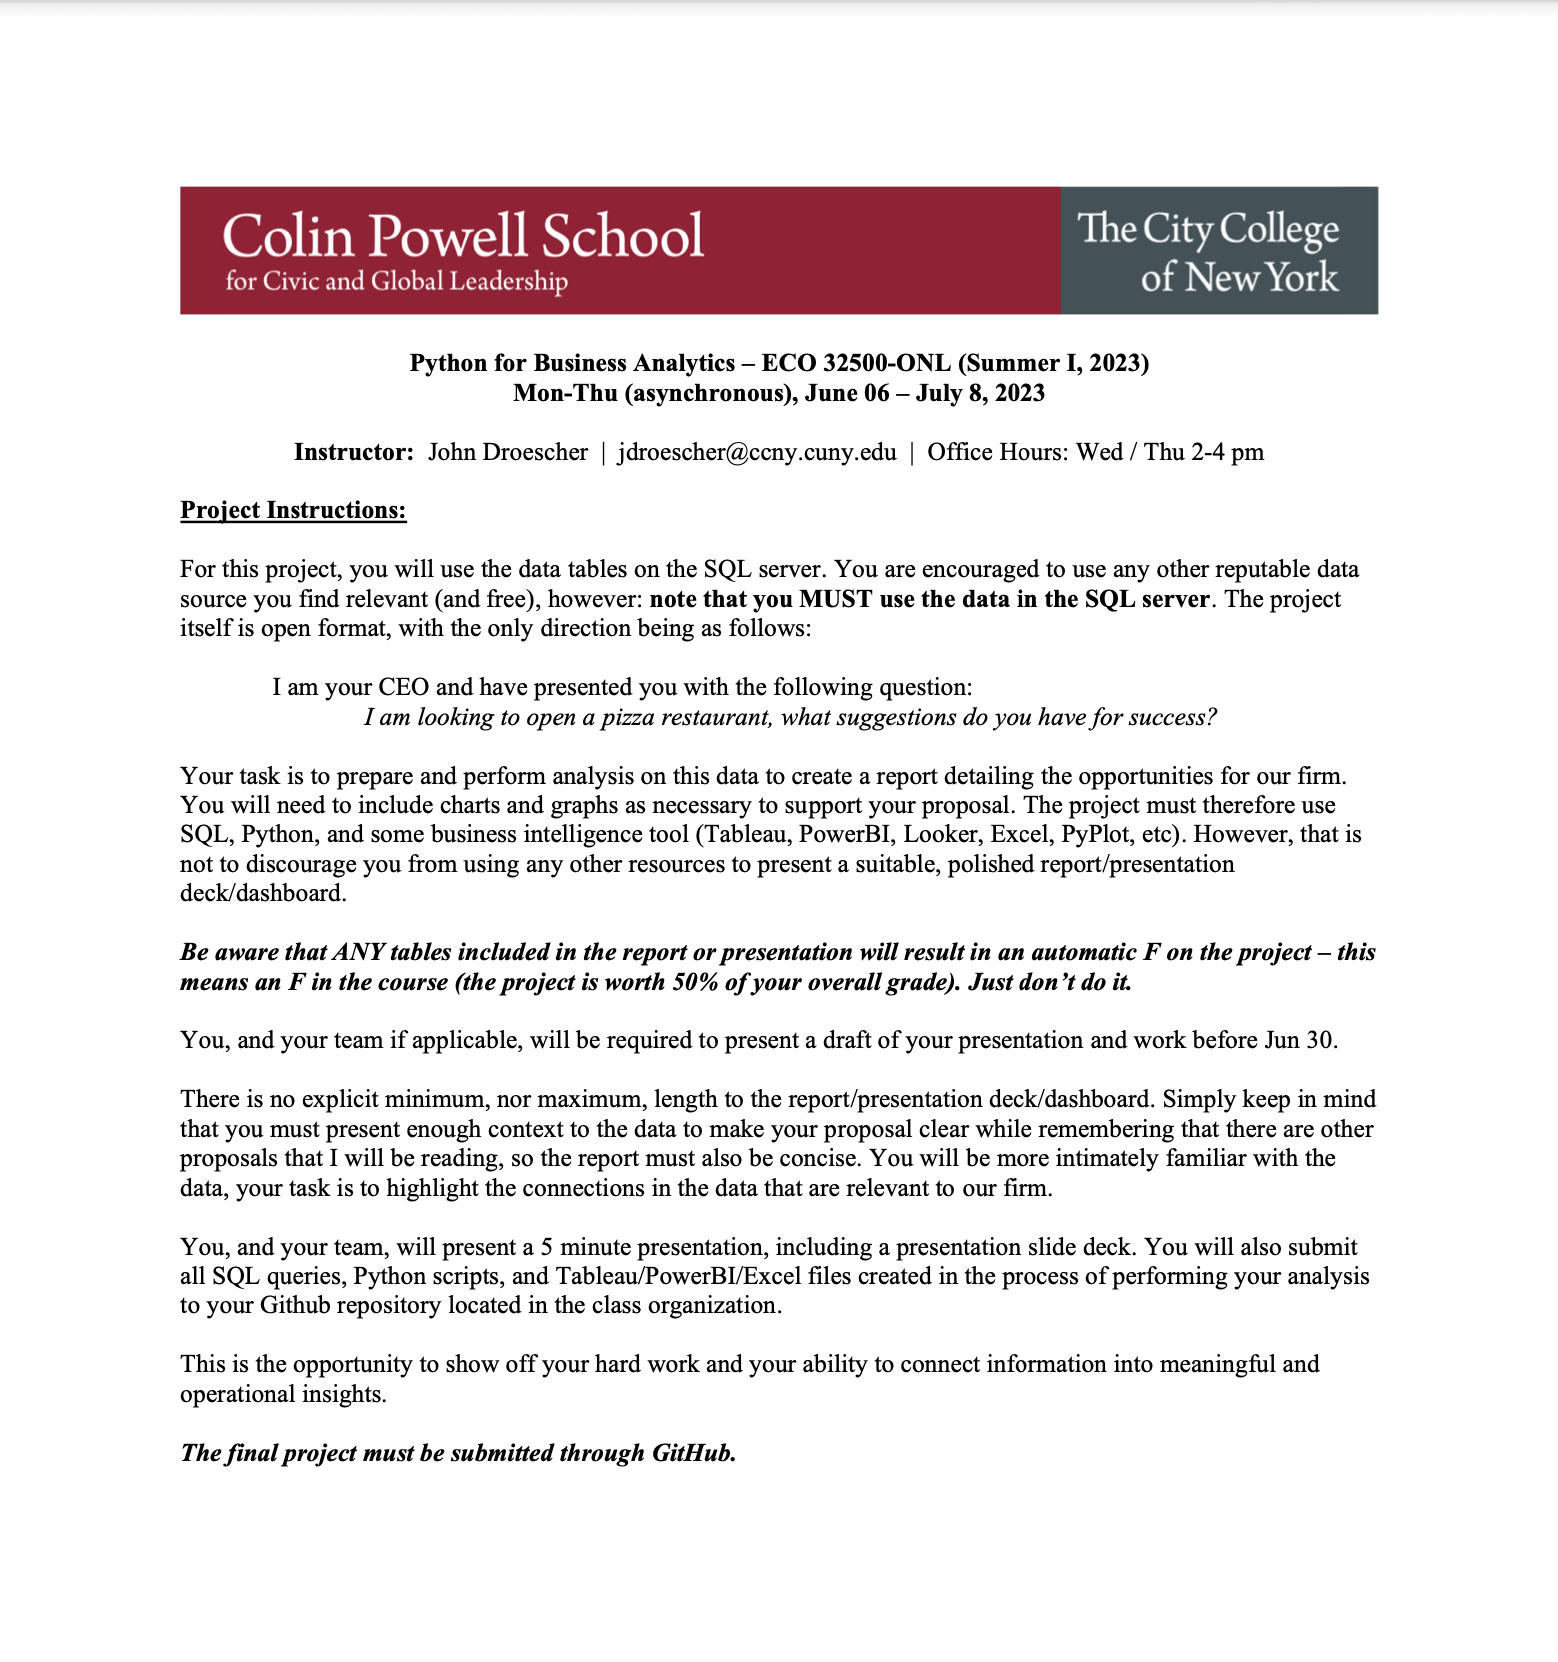 Colin Powell School
for Civic and Global Leadership
The City College
of New York
Python for Business Analytics – ECO 32500-ONL (Summer I, 2023)
Mon-Thu (asynchronous), June 06 – July 8, 2023
Instructor: John Droescher | jdroescher@ccny.cuny.edu | Office Hours: Wed / Thu 2-4 pm
Project Instructions:
For this project, you will use the data tables on the SQL server. You are encouraged to use any other reputable data
source you find relevant (and free), however: note that you MUST use the data in the SQL server. The project
itself is open format, with the only direction being as follows:
I am your CEO and have presented you with the following question:
I am looking to open a pizza restaurant, what suggestions do you have for success?
Your task is to prepare and perform analysis on this data to create a report detailing the opportunities for our firm.
You will need to include charts and graphs as necessary to support your proposal. The project must therefore use
SQL, Python, and some business intelligence tool (Tableau, PowerBI, Looker, Excel, PyPlot, etc). However, that is
not to discourage you from using any other resources to present a suitable, polished report/presentation
deck/dashboard.
Be aware that ANY tables included in the report or presentation will result in an automatic F on the project – this
means an F in the course (the project is worth 50% of your overall grade). Just don’t do it.
You, and your team if applicable, will be required to present a draft of your presentation and work before Jun 30.
There is no explicit minimum, nor maximum, length to the report/presentation deck/dashboard. Simply keep in mind
that you must present enough context to the data to make your proposal clear while remembering that there are other
proposals that I will be reading, so the report must also be concise. You will be more intimately familiar with the
data, your task is to highlight the connections in the data that are relevant to our firm.
You, and your team, will present a 5 minute presentation, including a presentation slide deck. You will also submit
all SQL queries, Python scripts, and Tableau/PowerBI/Excel files created in the process of performing your analysis
to your Github repository located in the class organization.
This is the opportunity to show off your hard work and your ability to connect information into meaningful and
operational insights.
The final project must be submitted through GitHub.